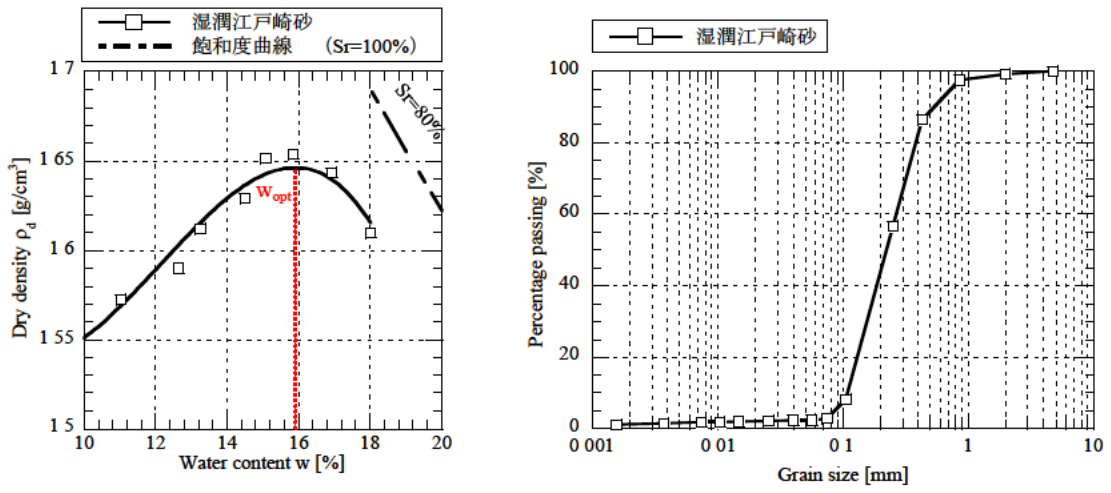 湿潤江戸崎砂
飽和度曲線 (Sr=100%)
1 7
1 65
1 6
1 55
1 5
Dry density ρd [g/cm³]
Sr=80%
Wopt
10 12 14 16 18 20
Water content w [%]
湿潤江戸崎砂
100
80
60
40
20
0
Percentage passing [%]
0 001 0 01 0 1 1 10
Grain size [mm]